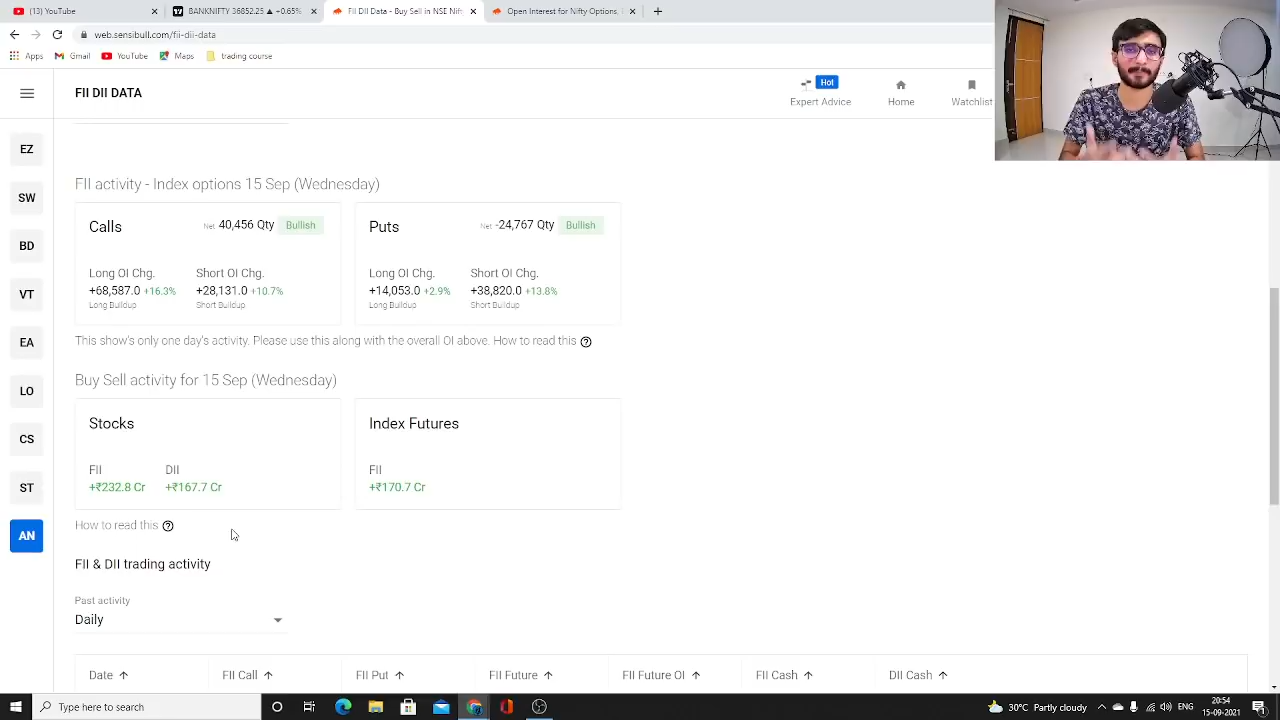 (13) YouTube
BANKNIFTY 36852.25 ▲ +0.65%
FII DII Data - Buy Sell in NSE Nif
Open Interest for Nifty Options,
web.sensibull.com/fii-dii-data
Apps Gmail YouTube Maps trading course
FII DII DATA
Hot
Expert Advice Home Watchlist
EZ
SW
BD
VT
EA
LO
CS
ST
AN
FII activity - Index options 15 Sep (Wednesday)
Calls Net 40,456 Qty Bullish
Long OI Chg. Short OI Chg.
+68,587.0 +16.3% +28,131.0 +10.7%
Long Buildup Short Buildup
Puts Net -24,767 Qty Bullish
Long OI Chg. Short OI Chg.
+14,053.0 +2.9% +38,820.0 +13.8%
Long Buildup Short Buildup
This show's only one day's activity. Please use this along with the overall OI above. How to read this
Buy Sell activity for 15 Sep (Wednesday)
Stocks
FII DII
+₹232.8 Cr +₹167.7 Cr
Index Futures
FII
+₹170.7 Cr
How to read this
FII & DII trading activity
Past activity
Daily
Date FII Call FII Put FII Future FII Future OI FII Cash DII Cash
Type here to search
30°C Partly cloudy
ENG
20:54
15-09-2021